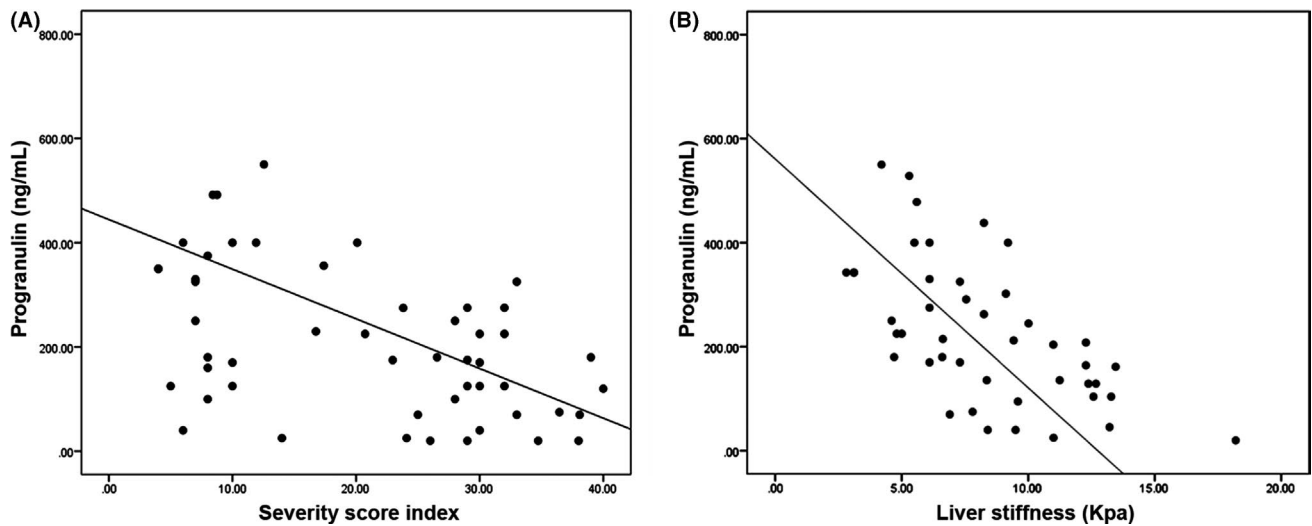 (A)
800.00
600.00
400.00
200.00
.00
Progranulin (ng/mL)
.00 10.00 20.00 30.00 40.00
Severity score index
(B)
800.00
600.00
400.00
200.00
.00
Progranulin (ng/mL)
.00 5.00 10.00 15.00 20.00
Liver stiffness (Kpa)